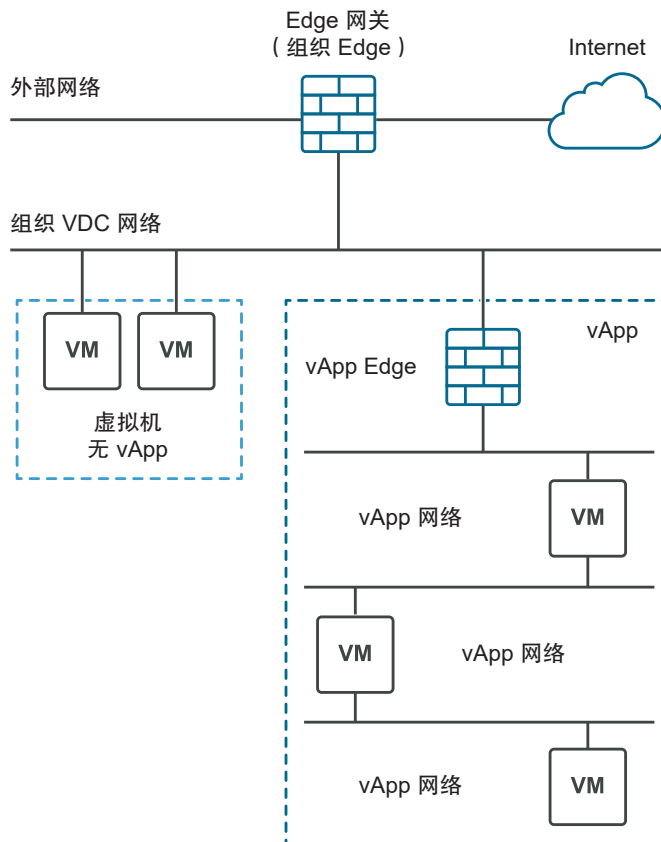 Edge 网关
（组织 Edge）
Internet
外部网络
组织 VDC 网络
VM
VM
虚拟机
无 vApp
vApp
vApp Edge
vApp 网络
VM
VM
vApp 网络
vApp 网络
VM